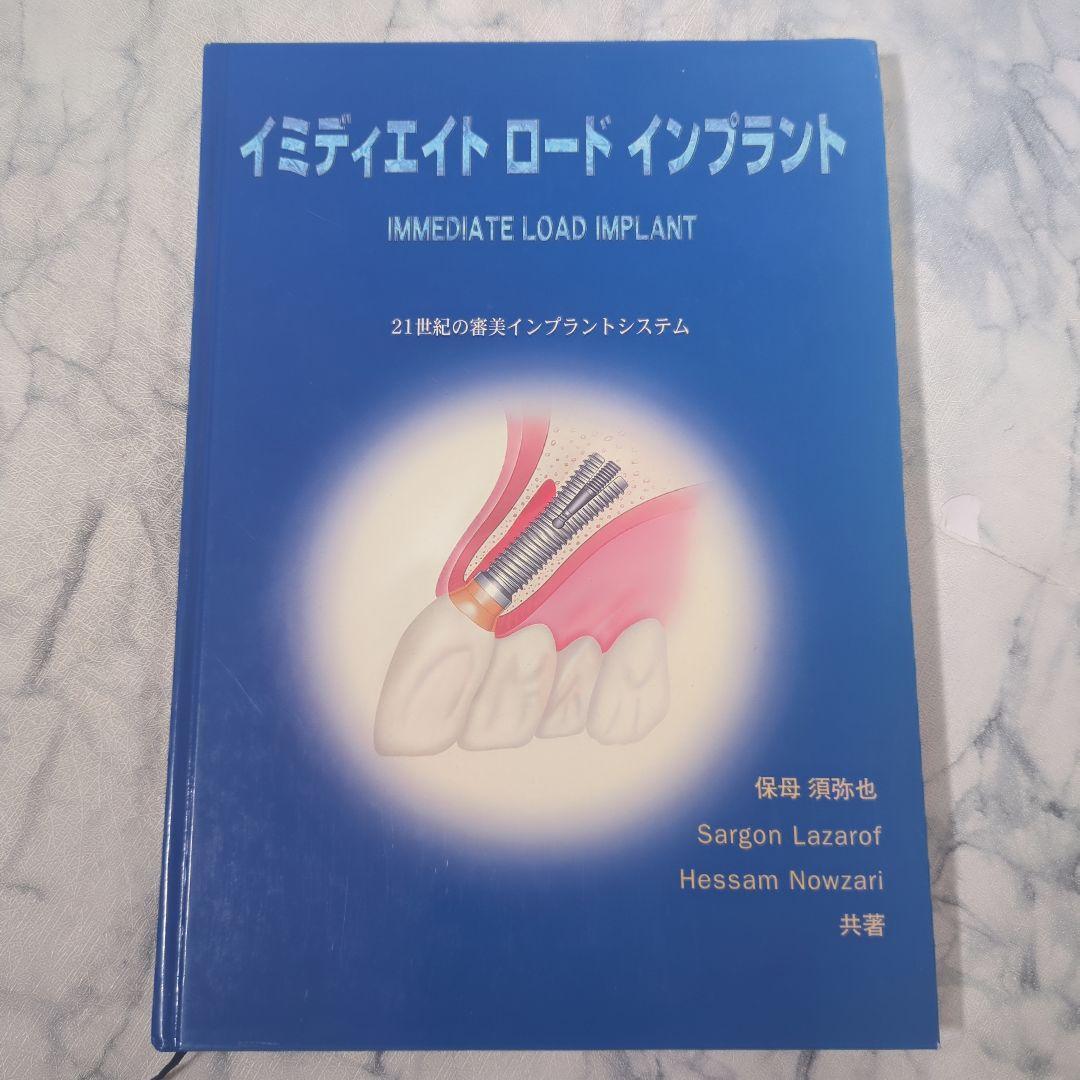 イミディエイト ロード インプラント
IMMEDIATE LOAD IMPLANT
21世紀の審美インプラントシステム
保母 須弥也
Sargon Lazarof
Hessam Nowzari
共著